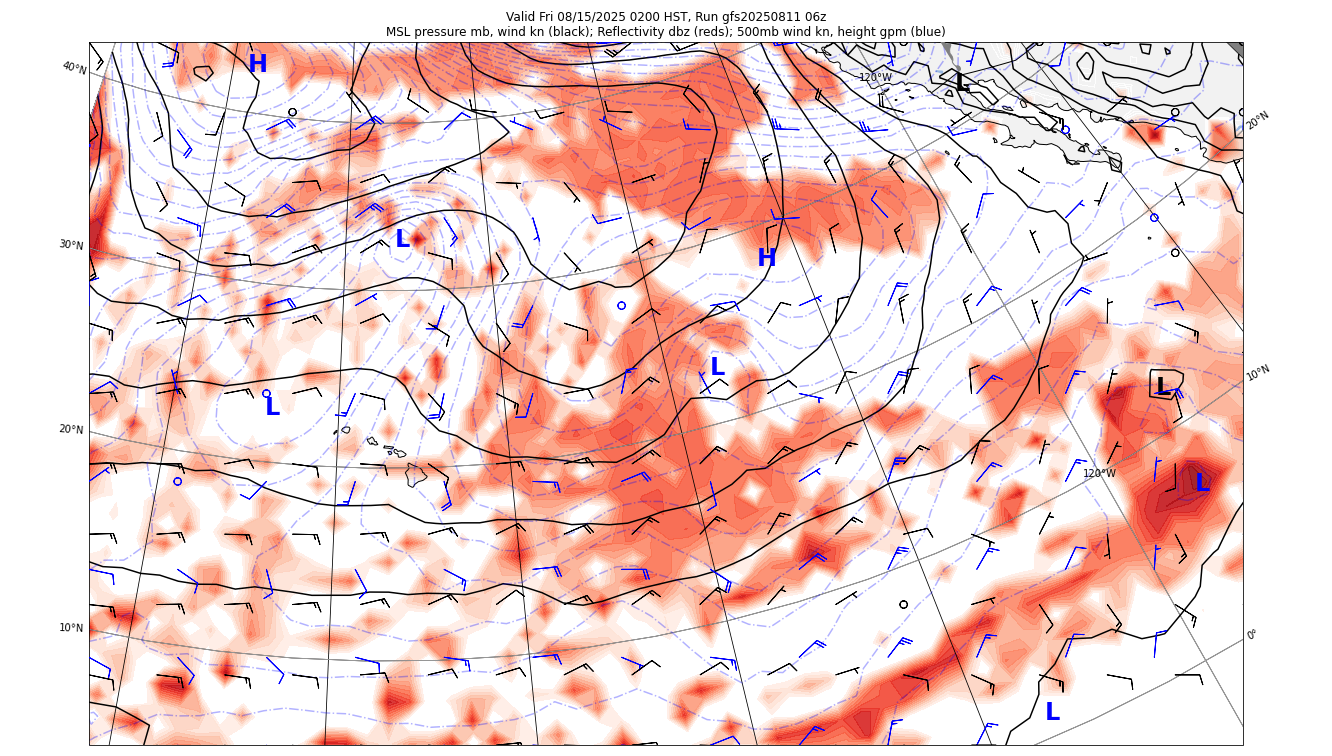 Valid Fri 08/15/2025 0200 HST, Run gfs20250811 06z
MSL pressure mb, wind kn (black); Reflectivity dbz (reds); 500mb wind kn, height gpm (blue)
40°N
H
120°W
L
20°N
30°N
L
H
L
10°N
L
L
20°N
120°W
L
10°N
0°
L